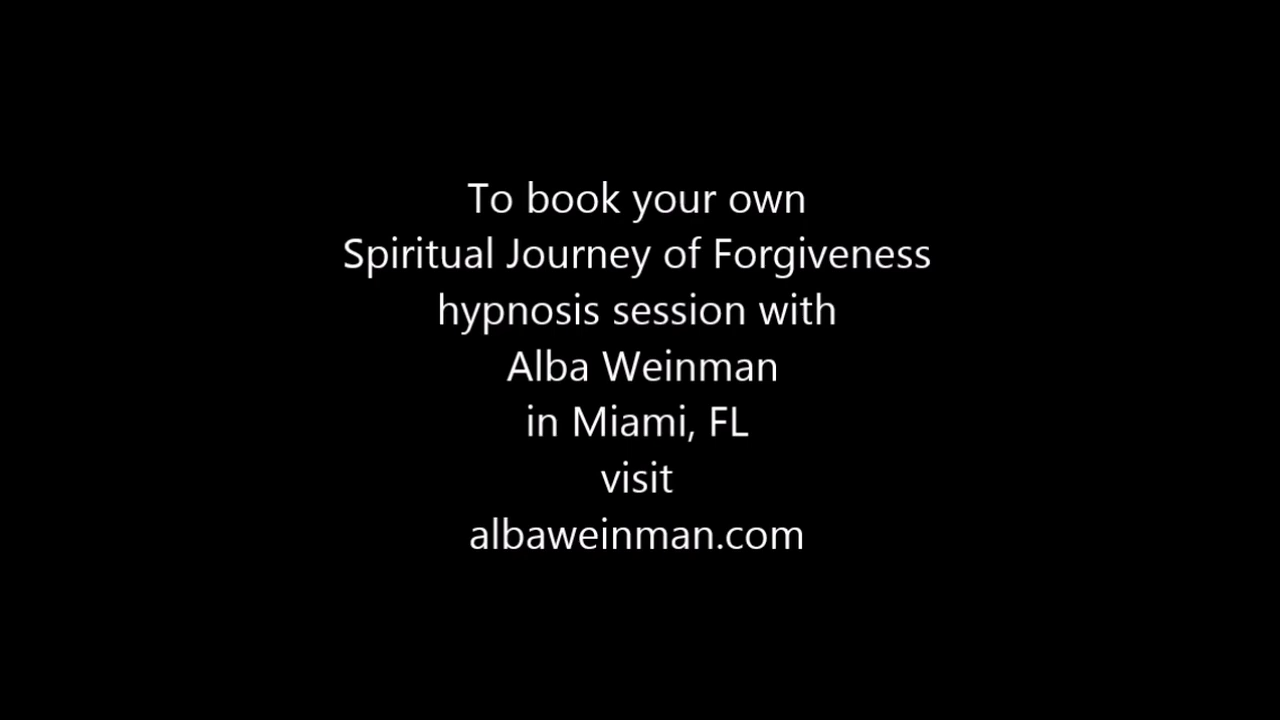 To book your own
Spiritual Journey of Forgiveness
hypnosis session with
Alba Weinman
in Miami, FL
visit
albaweinman.com